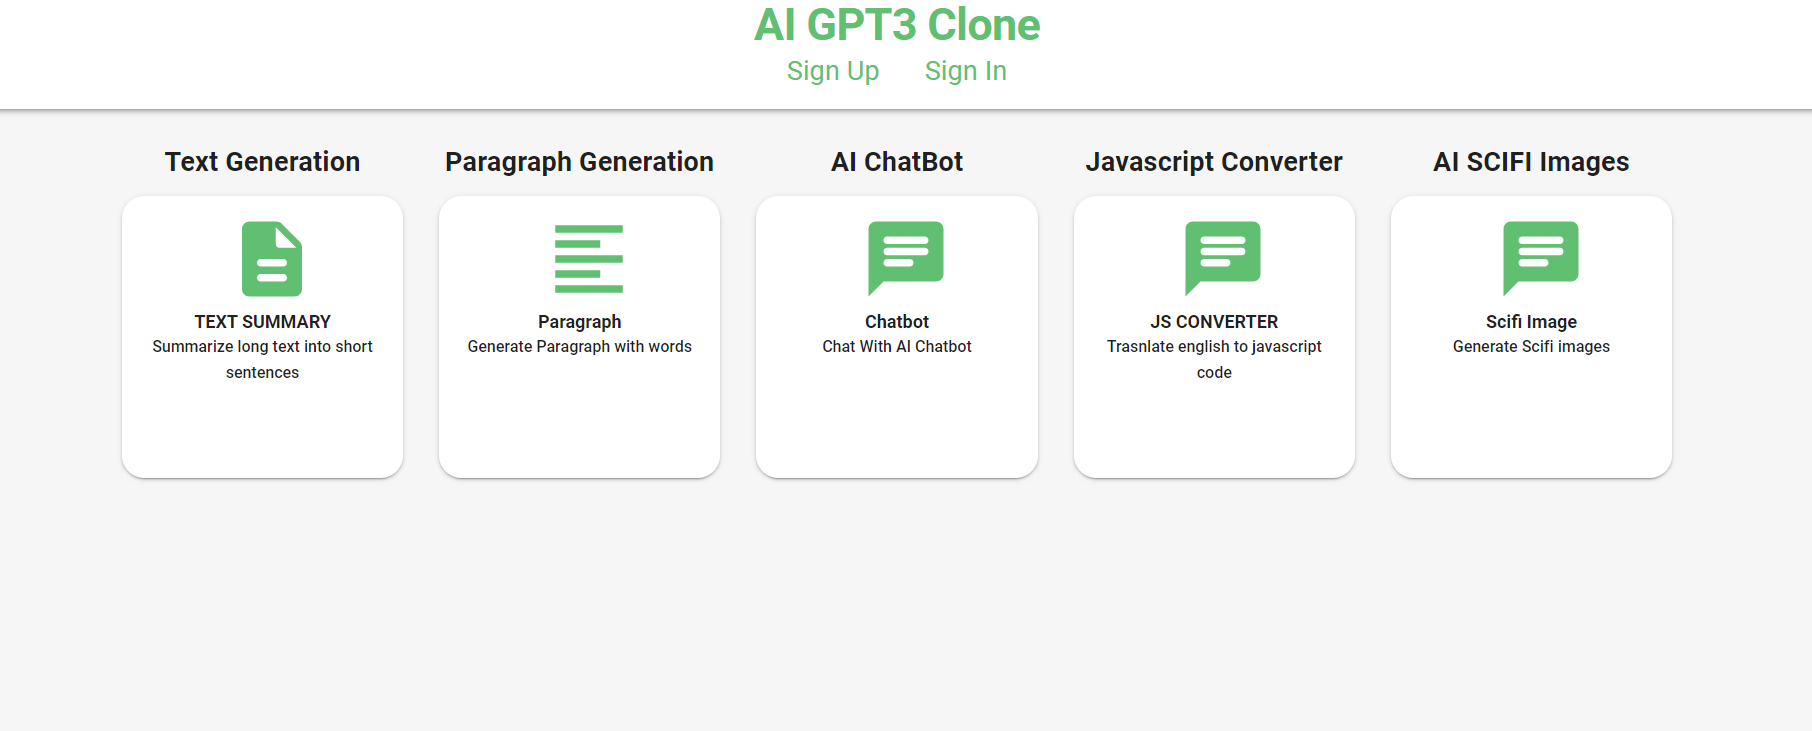 AI GPT3 Clone
Sign Up Sign In
Text Generation
TEXT SUMMARY
Summarize long text into short
sentences
Paragraph Generation
Paragraph
Generate Paragraph with words
AI ChatBot
Chatbot
Chat With AI Chatbot
Javascript Converter
JS CONVERTER
Trasnlate english to javascript
code
AI SCIFI Images
Scifi Image
Generate Scifi images